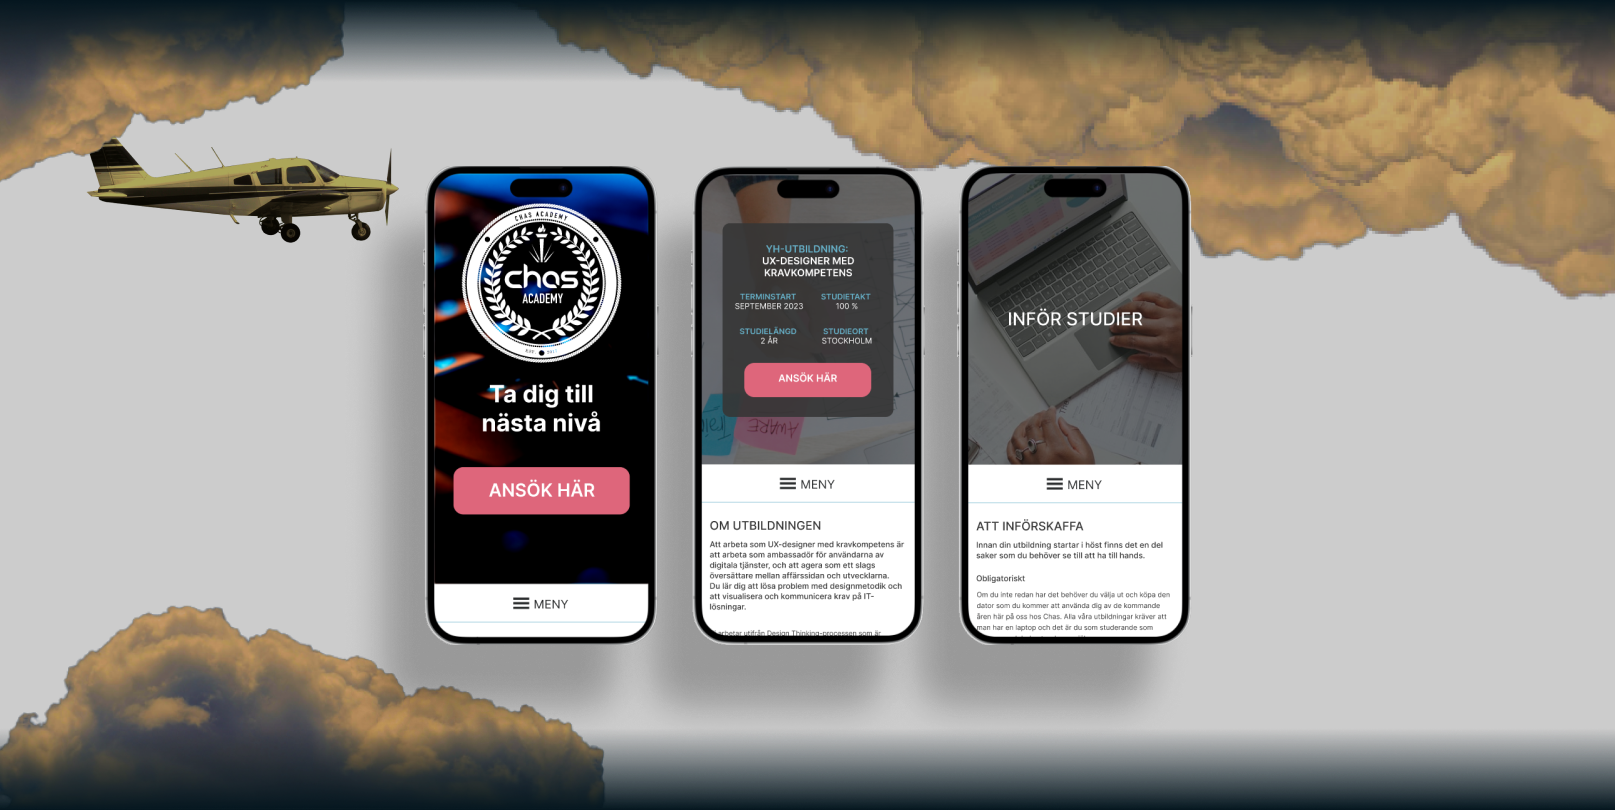 CHAS ACADEMY
chas
ACADEMY
Ta dig till
nästa nivå
ANSÖK HÄR
MENY
YH-UTBILDNING:
UX-DESIGNER MED
KRAVKOMPETENS
TERMINSTART
SEPTEMBER 2023
STUDIETAKT
100 %
STUDIELÄNGD
2 ÅR
STUDIEORT
STOCKHOLM
ANSÖK HÄR
AWARE
MENY
OM UTBILDNINGEN
Att arbeta som UX-designer med kravkompetens är
att arbeta som ambassadör för användarna av
digitala tjänster, och att agera som ett slags
översättare mellan affärssidan och utvecklarna.
Du lär dig att lösa problem med designmetodik och
att visualisera och kommunicera krav på IT-
lösningar.
arbetar utifrån Design Thinking-processen som är
INFÖR STUDIER
MENY
ATT INFÖRSKAFFA
Innan din utbildning startar i höst finns det en del
saker som du behöver se till att ha till hands.
Obligatoriskt
Om du inte redan har det behöver du välja ut och köpa den
dator som du kommer att använda dig av de kommande
åren här på oss hos Chas. Alla våra utbildningar kräver att
man har en laptop och det är du som studerande som